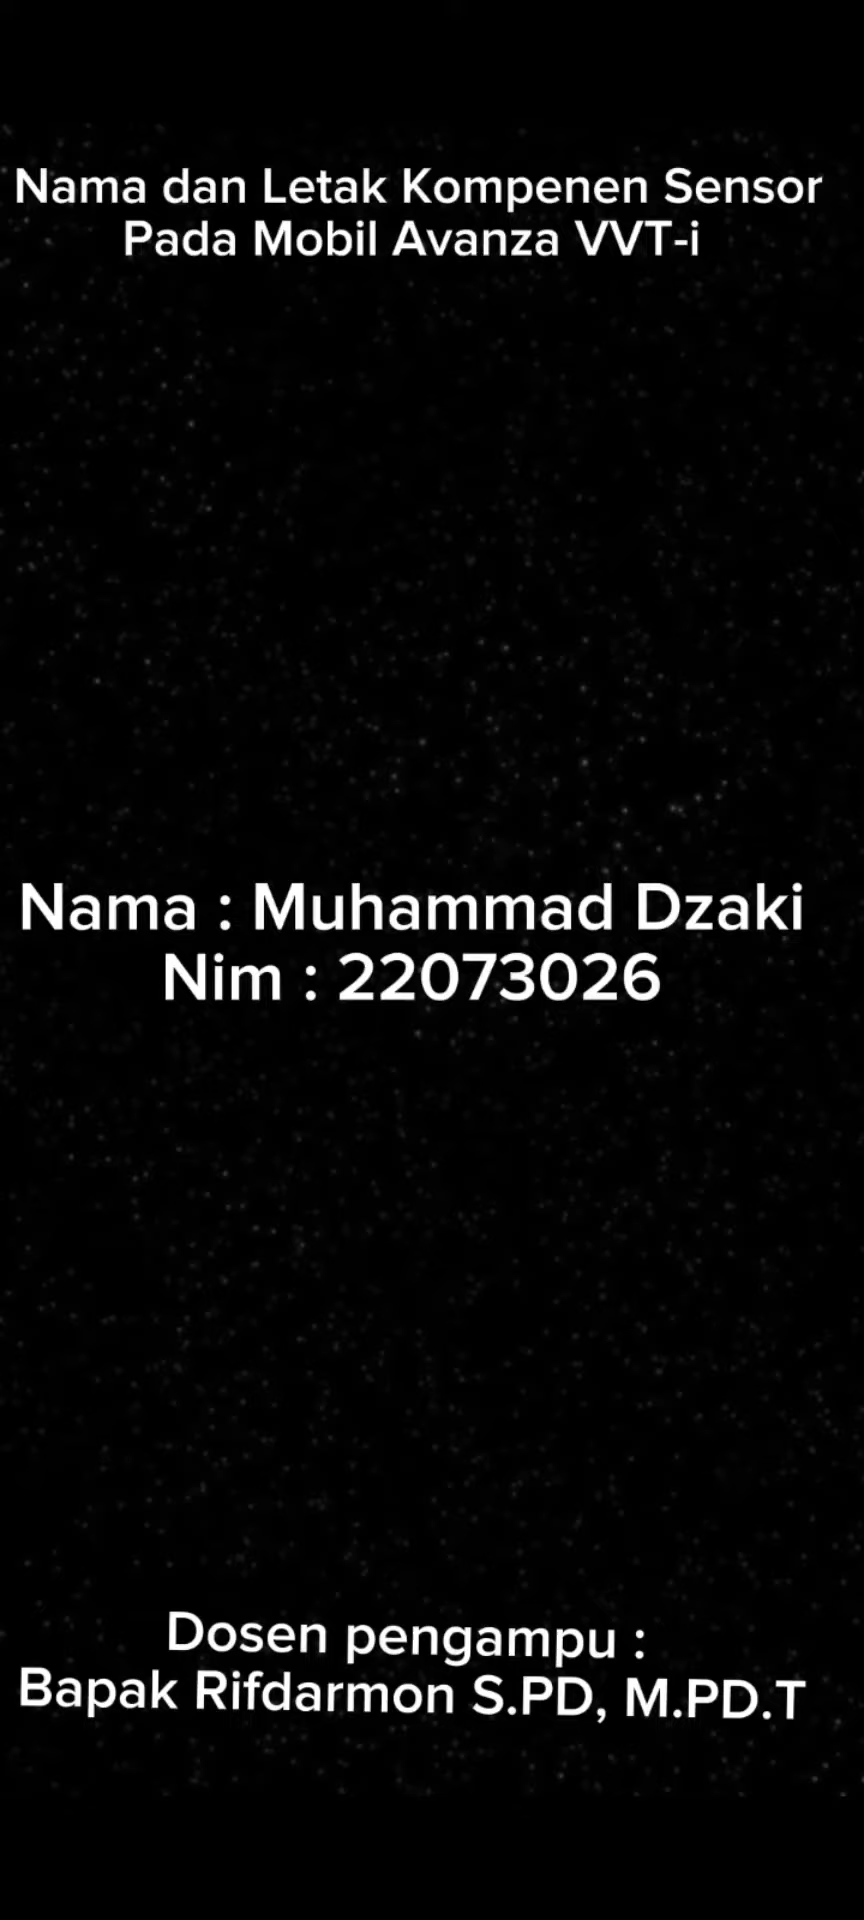 Nama dan Letak Kompenen Sensor
Pada Mobil Avanza VVT-i
Nama : Muhammad Dzaki
Nim : 22073026
Dosen pengampu :
Bapak Rifdarmon S.PD, M.PD.T